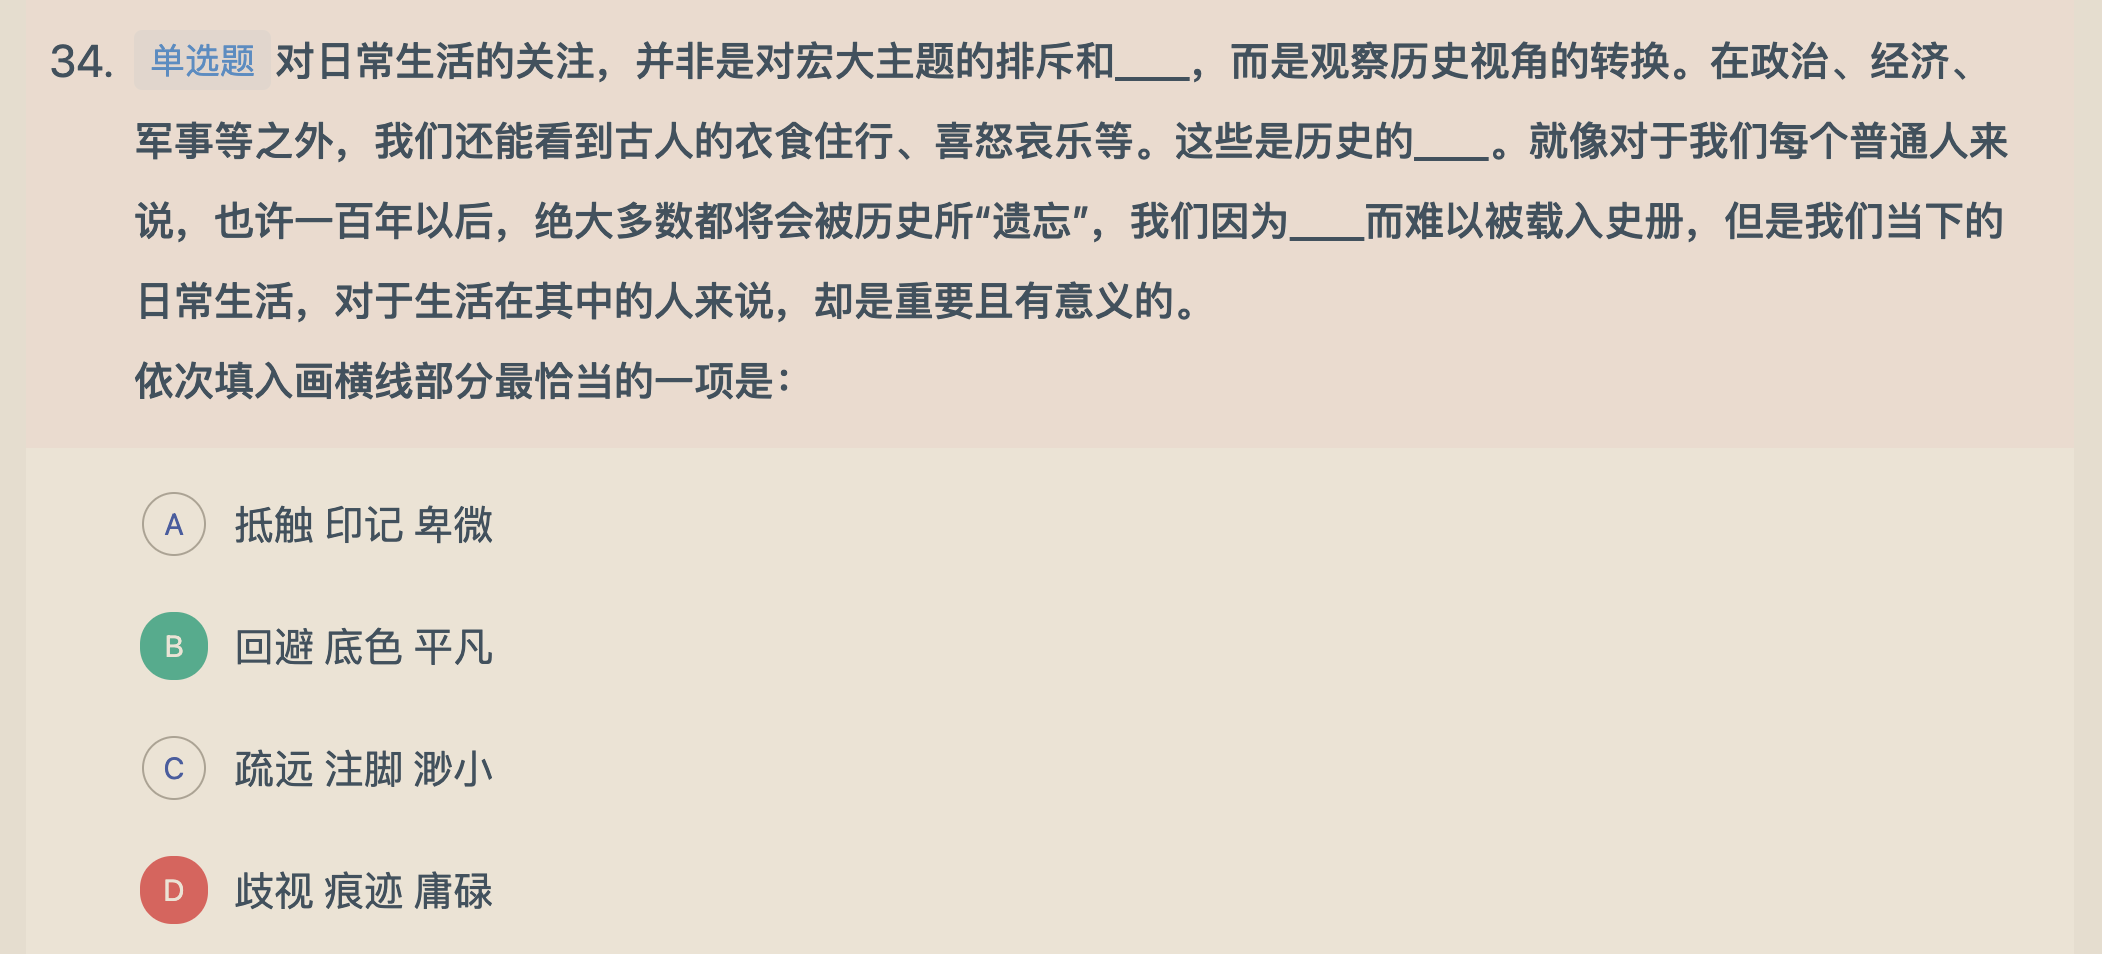 34. 单选题 对日常生活的关注，并非是对宏大主题的排斥和____，而是观察历史视角的转换。在政治、经济、
军事等之外，我们还能看到古人的衣食住行、喜怒哀乐等。这些是历史的____。就像对于我们每个普通人来
说，也许一百年以后，绝大多数都将会被历史所“遗忘”，我们因为____而难以被载入史册，但是我们当下的
日常生活，对于生活在其中的人来说，却是重要且有意义的。
依次填入画横线部分最恰当的一项是：
A 抵触 印记 卑微
B 回避 底色 平凡
C 疏远 注脚 渺小
D 歧视 痕迹 庸碌